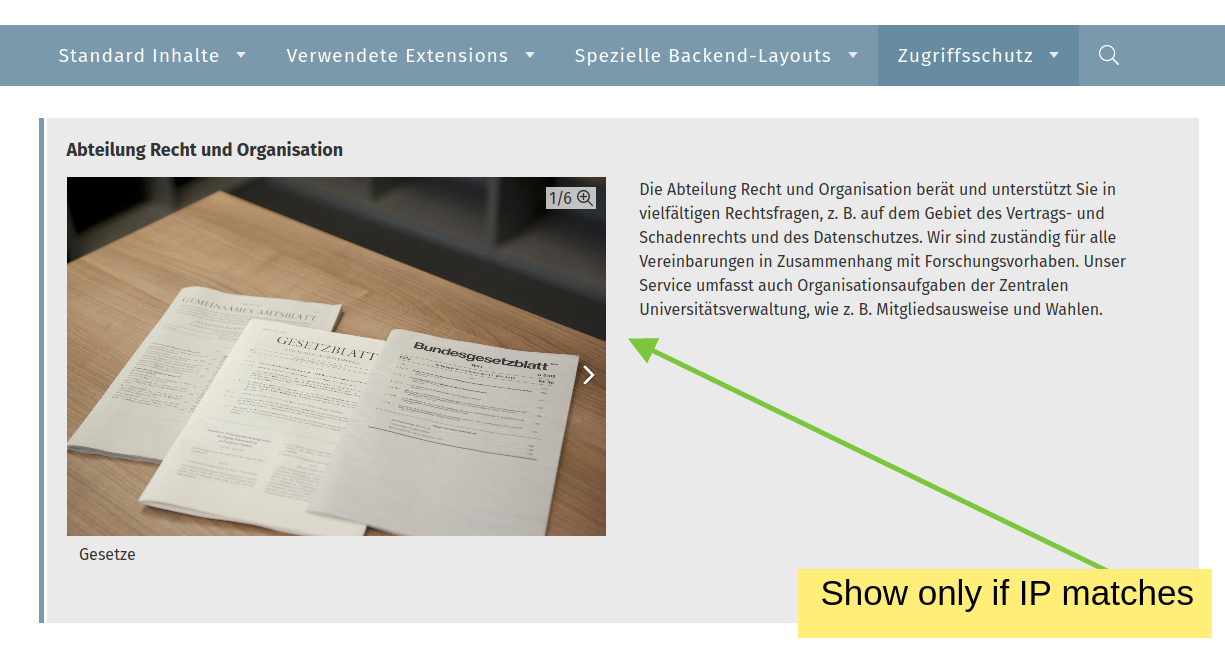 Standard Inhalte Verwendete Extensions Spezielle Backend-Layouts Zugriffsschutz
Abteilung Recht und Organisation
1/6
GEMEINSAMES AMTSBLATT
GESETZBLATT
Bundesgesetzblatt
Die Abteilung Recht und Organisation berät und unterstützt Sie in
vielfältigen Rechtsfragen, z. B. auf dem Gebiet des Vertrags- und
Schadenrechts und des Datenschutzes. Wir sind zuständig für alle
Vereinbarungen in Zusammenhang mit Forschungsvorhaben. Unser
Service umfasst auch Organisationsaufgaben der Zentralen
Universitätsverwaltung, wie z. B. Mitgliedsausweise und Wahlen.
Gesetze
Show only if IP matches